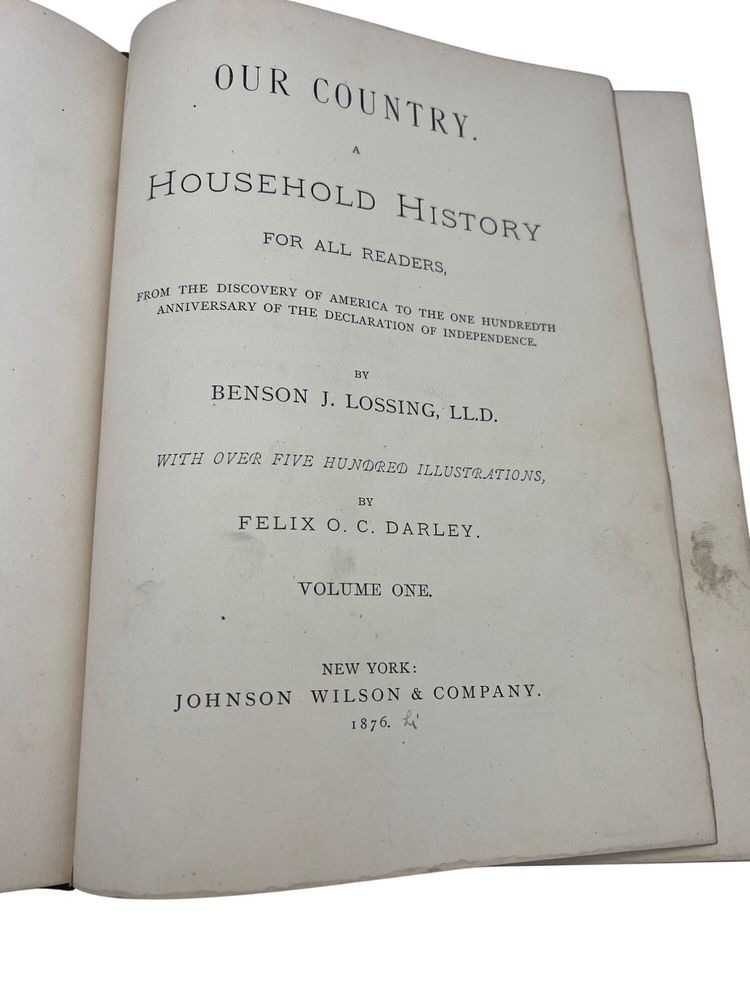 OUR COUNTRY.
A
HOUSEHOLD HISTORY
FOR ALL READERS,
FROM THE DISCOVERY OF AMERICA TO THE ONE HUNDREDTH
ANNIVERSARY OF THE DECLARATION OF INDEPENDENCE.
BY
BENSON J. LOSSING, LL.D.
WITH OVER FIVE HUNDRED ILLUSTRATIONS,
BY
FELIX O. C. DARLEY.
VOLUME ONE.
NEW YORK:
JOHNSON WILSON & COMPANY.
1876.